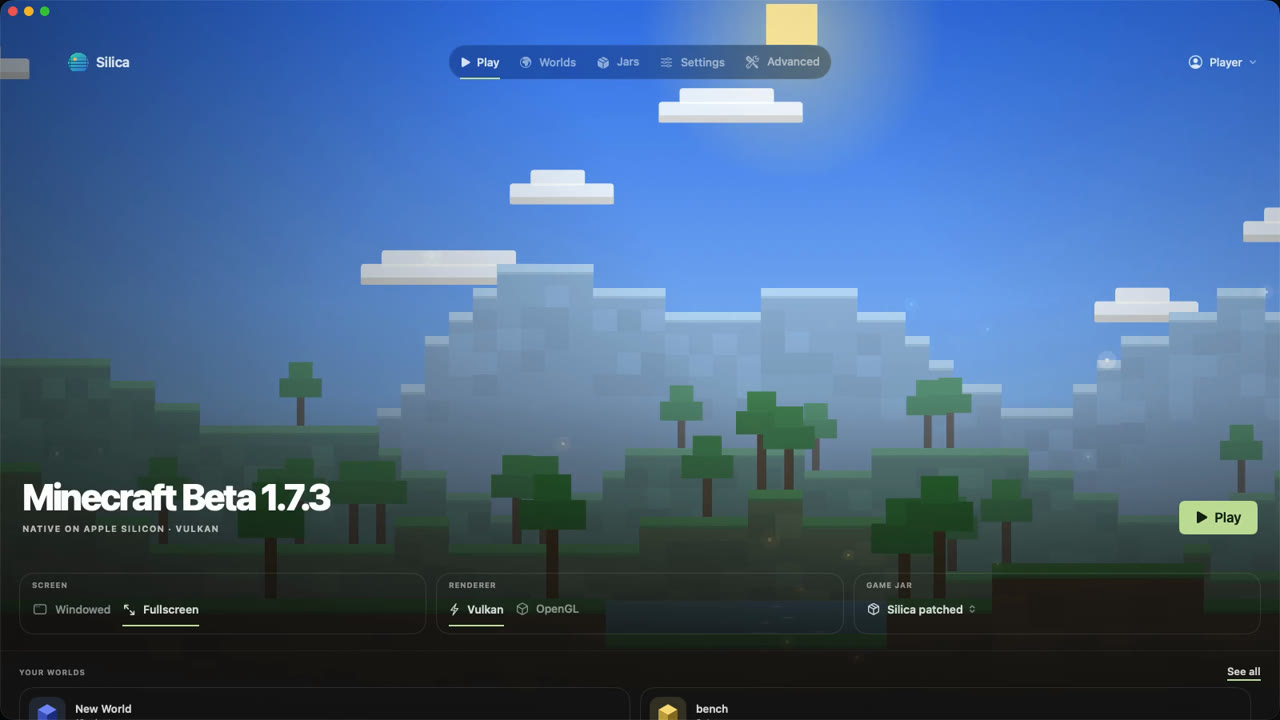 Silica
Play
Worlds
Jars
Settings
Advanced
Player
Minecraft Beta 1.7.3
NATIVE ON APPLE SILICON · VULKAN
Play
SCREEN
Windowed
Fullscreen
RENDERER
Vulkan
OpenGL
GAME JAR
Silica patched
YOUR WORLDS
See all
New World
bench